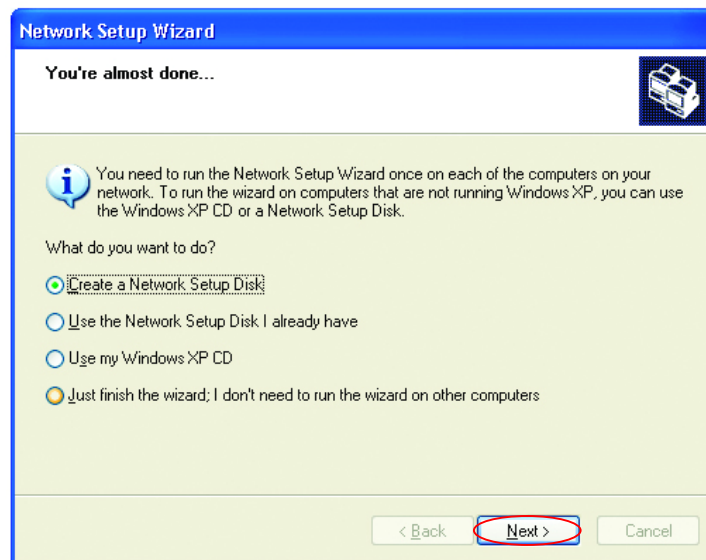 Network Setup Wizard
You're almost done...
You need to run the Network Setup Wizard once on each of the computers on your
network. To run the wizard on computers that are not running Windows XP, you can use
the Windows XP CD or a Network Setup Disk.
What do you want to do?
Create a Network Setup Disk
Use the Network Setup Disk I already have
Use my Windows XP CD
Just finish the wizard; I don't need to run the wizard on other computers
< Back Next > Cancel